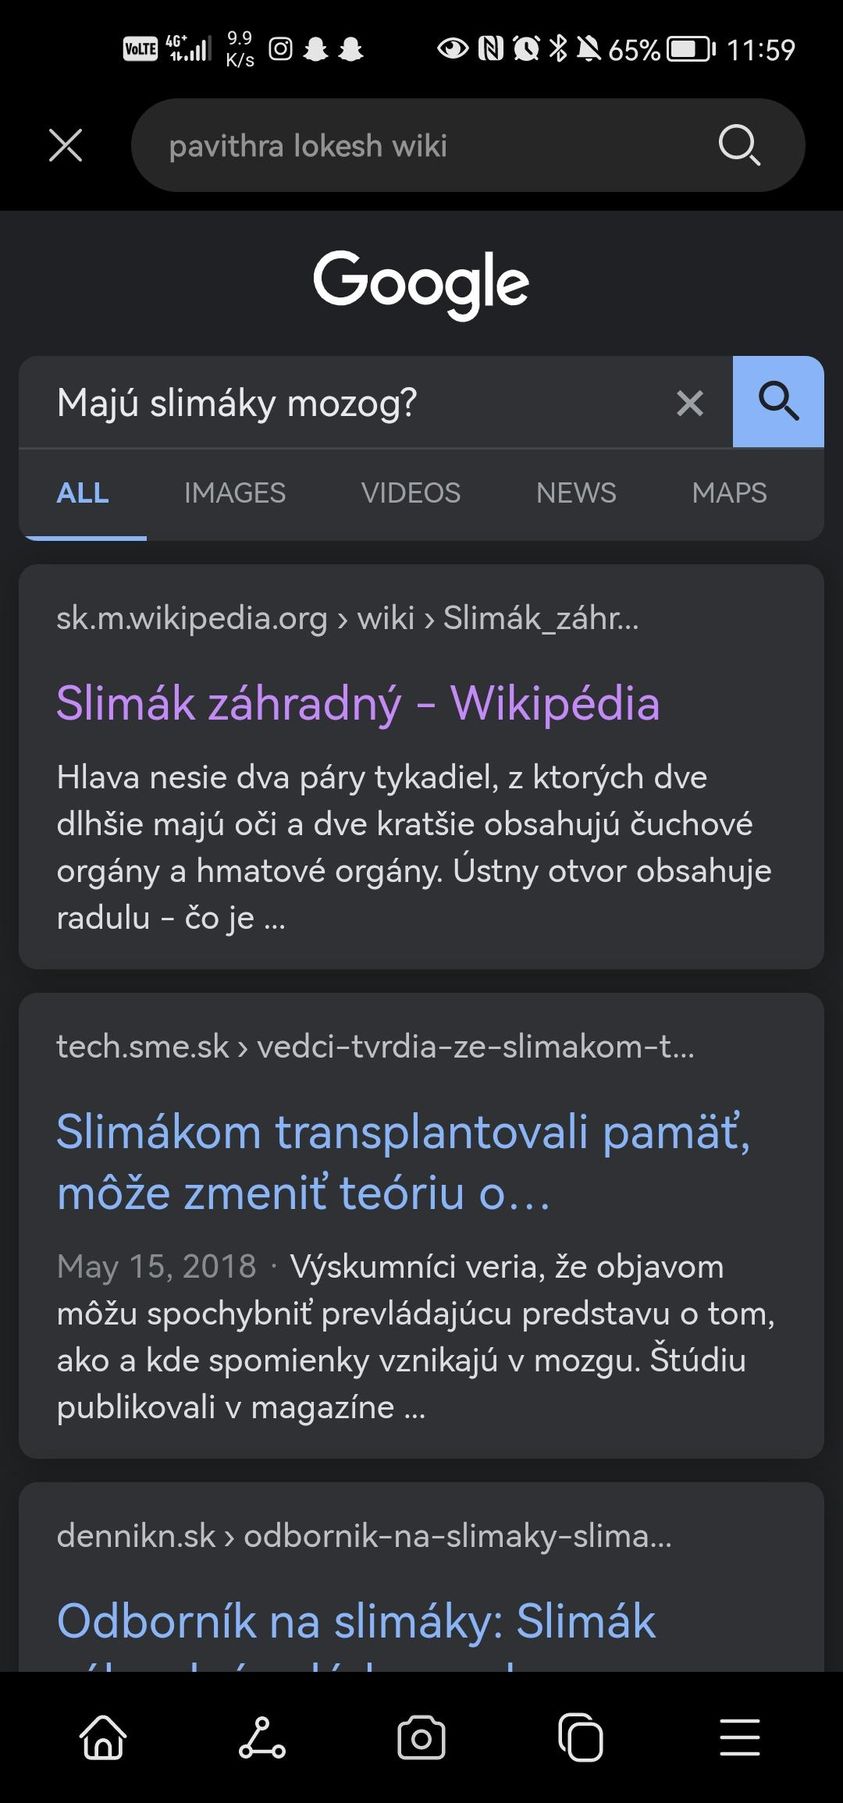 VoLTE 4G+ 9.9 K/s 65% 11:59
pavithra lokesh wiki
Google
Majú slimáky mozog?
ALL IMAGES VIDEOS NEWS MAPS
sk.m.wikipedia.org › wiki › Slimák_záhr...
Slimák záhradný – Wikipédia
Hlava nesie dva páry tykadiel, z ktorých dve
dlhšie majú oči a dve kratšie obsahujú čuchové
orgány a hmatové orgány. Ústny otvor obsahuje
radulu – čo je ...
tech.sme.sk › vedci-tvrdia-ze-slimakom-t...
Slimákom transplantovali pamäť,
môže zmeniť teóriu o...
May 15, 2018 · Výskumníci veria, že objavom
môžu spochybniť prevládajúcu predstavu o tom,
ako a kde spomienky vznikajú v mozgu. Štúdiu
publikovali v magazíne ...
dennikn.sk › odbornik-na-slimaky-slima...
Odborník na slimáky: Slimák